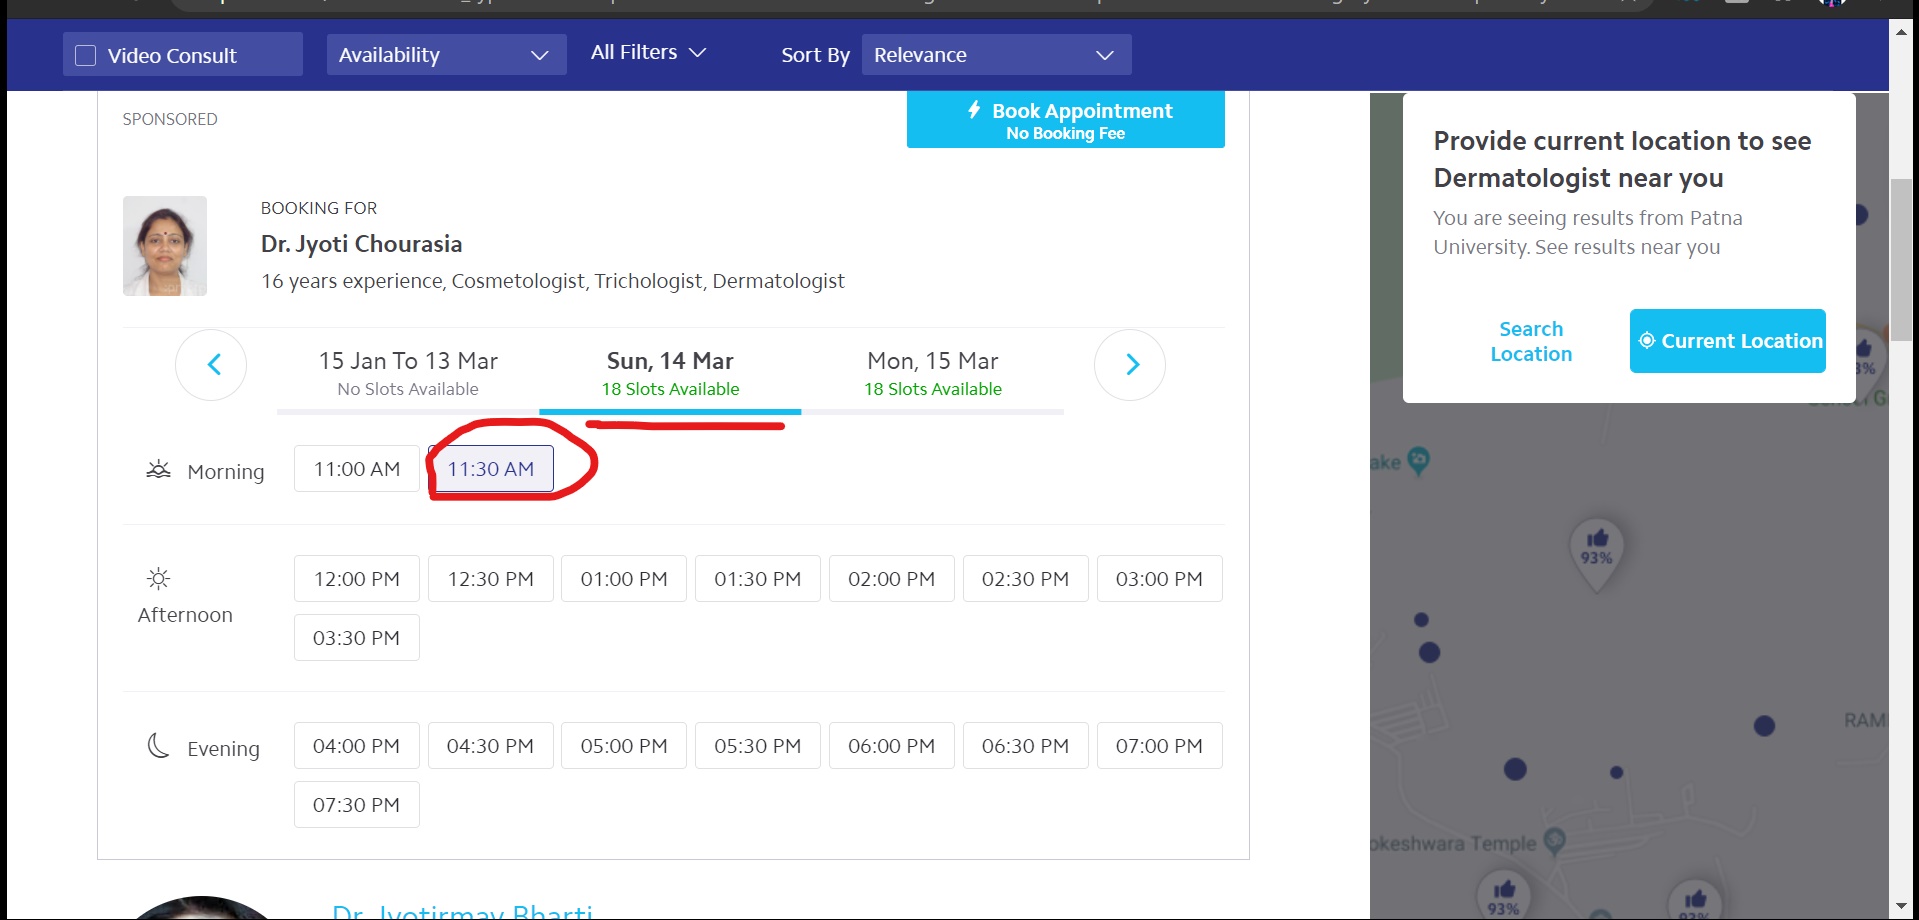 Video Consult
Availability
All Filters
Sort By
Relevance
SPONSORED
Book Appointment
No Booking Fee
BOOKING FOR
Dr. Jyoti Chourasia
16 years experience, Cosmetologist, Trichologist, Dermatologist
15 Jan To 13 Mar
No Slots Available
Sun, 14 Mar
18 Slots Available
Mon, 15 Mar
18 Slots Available
Morning
11:00 AM
11:30 AM
Afternoon
12:00 PM
12:30 PM
01:00 PM
01:30 PM
02:00 PM
02:30 PM
03:00 PM
03:30 PM
Evening
04:00 PM
04:30 PM
05:00 PM
05:30 PM
06:00 PM
06:30 PM
07:00 PM
07:30 PM
Dr. Jyotirmay Bharti
Provide current location to see
Dermatologist near you
You are seeing results from Patna
University. See results near you
Search
Location
Current Location
3%
ake
93%
RAM
okeshwara Temple
93%
93%